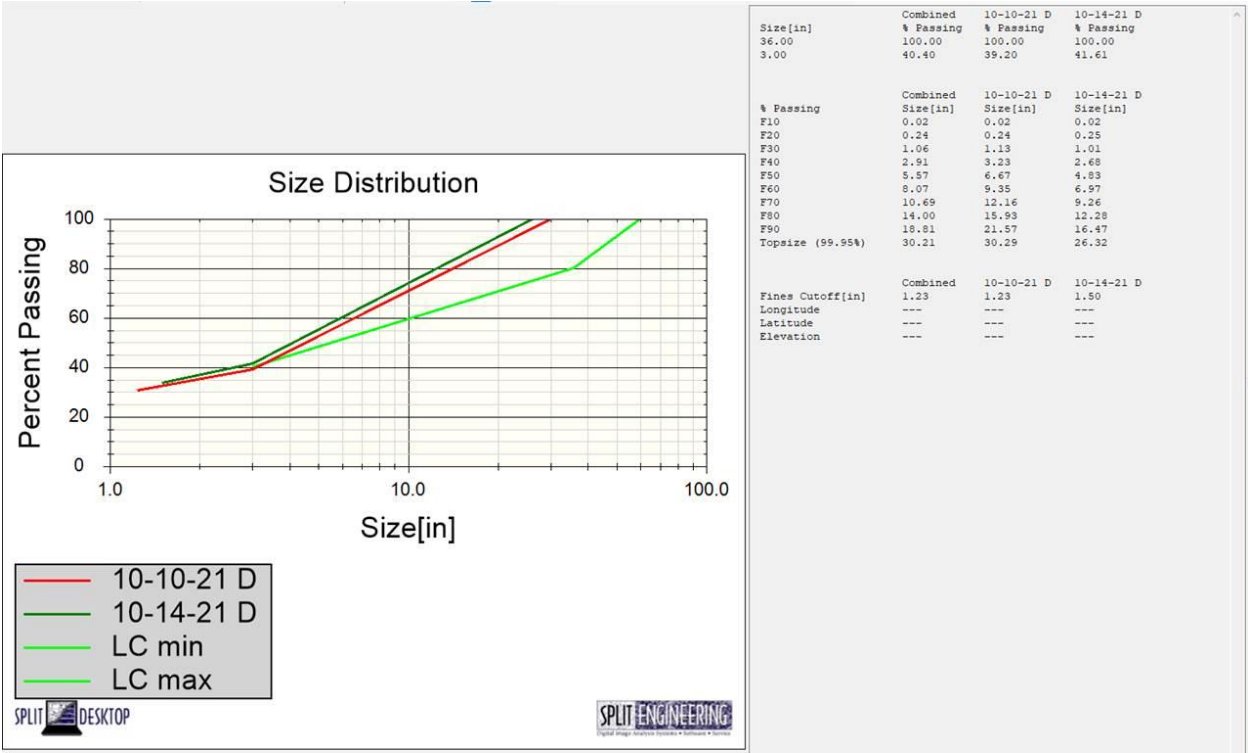 Size Distribution
Percent Passing
100
80
60
40
20
0
1.0 10.0 100.0
Size[in]
10-10-21 D
10-14-21 D
LC min
LC max
SPLIT DESKTOP
SPLIT ENGINEERING
Digital Image Analysis Systems • Software • Service
Combined 10-10-21 D 10-14-21 D
Size[in] % Passing % Passing % Passing
36.00 100.00 100.00 100.00
3.00 40.40 39.20 41.61
Combined 10-10-21 D 10-14-21 D
% Passing Size[in] Size[in] Size[in]
F10 0.02 0.02 0.02
F20 0.24 0.24 0.25
F30 1.06 1.13 1.01
F40 2.91 3.23 2.68
F50 5.57 6.67 4.83
F60 8.07 9.35 6.97
F70 10.69 12.16 9.26
F80 14.00 15.93 12.28
F90 18.81 21.57 16.47
Topsize (99.95%) 30.21 30.29 26.32
Combined 10-10-21 D 10-14-21 D
Fines Cutoff[in] 1.23 1.23 1.50
Longitude --- --- ---
Latitude --- --- ---
Elevation --- --- ---